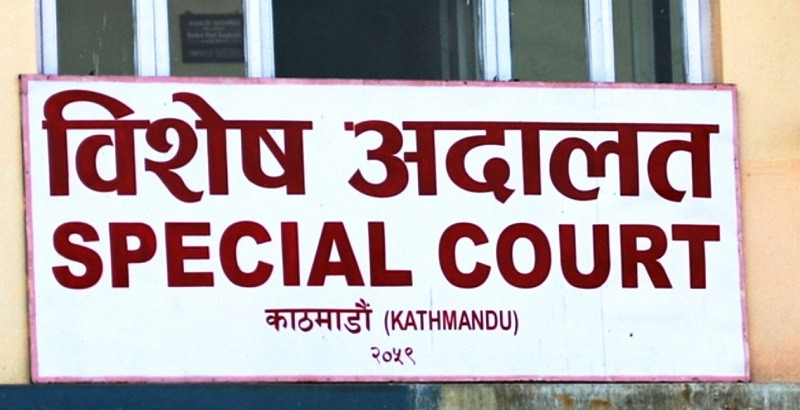 विशेष अदालत
SPECIAL COURT
काठमाडौं (KATHMANDU)
२०५९